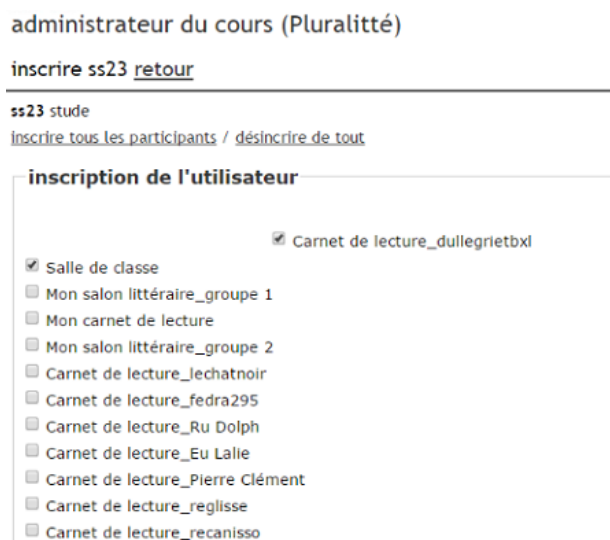 administrateur du cours (Pluralitté)
inscrire ss23 retour
ss23 stude
inscrire tous les participants / désincrire de tout
inscription de l'utilisateur
Carnet de lecture_dullegrietbxl
Salle de classe
Mon salon littéraire_groupe 1
Mon carnet de lecture
Mon salon littéraire_groupe 2
Carnet de lecture_lechatnoir
Carnet de lecture_fedra295
Carnet de lecture_Ru Dolph
Carnet de lecture_Eu Lalie
Carnet de lecture_Pierre Clément
Carnet de lecture_reglisse
Carnet de lecture_recanisso